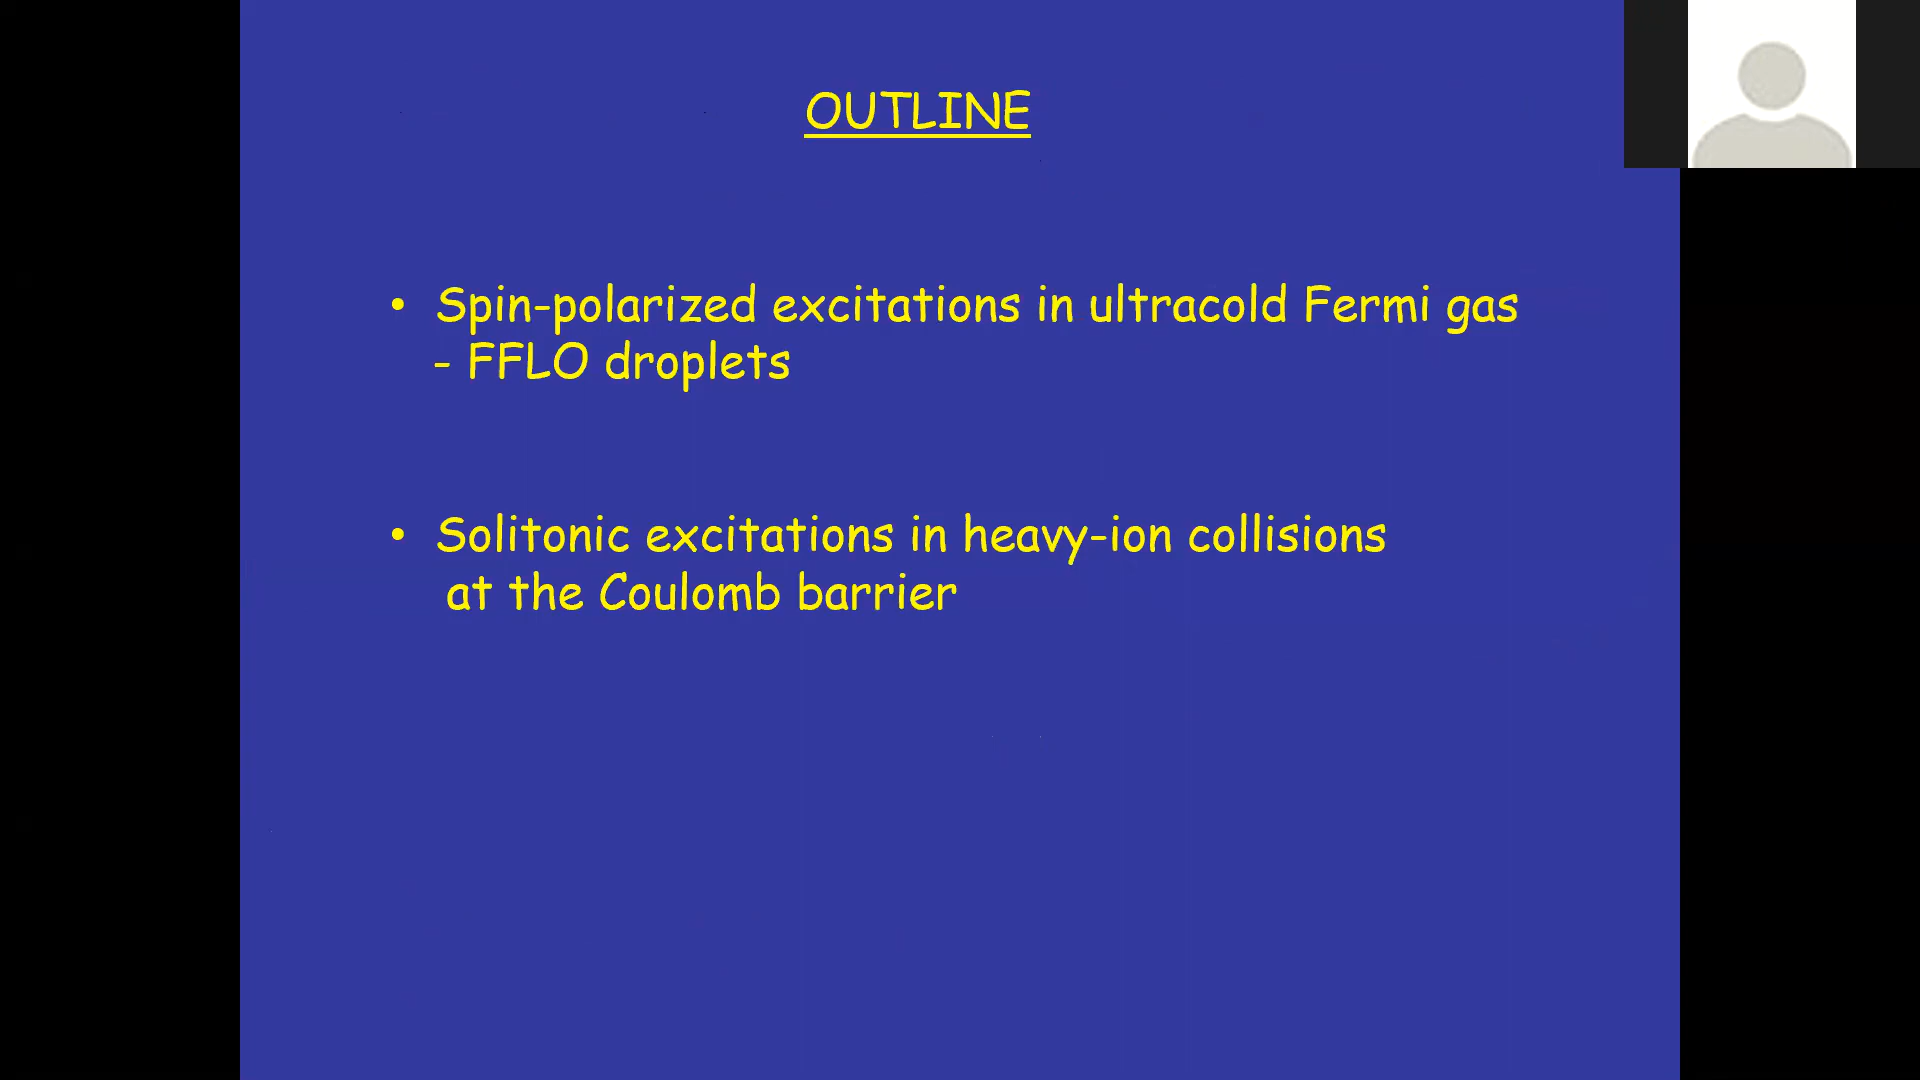 OUTLINE
• Spin-polarized excitations in ultracold Fermi gas
- FFLO droplets
• Solitonic excitations in heavy-ion collisions
at the Coulomb barrier